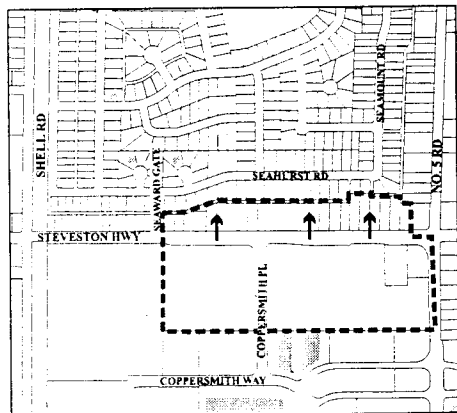 SHELL RD
SEAWARD GATE
SEAHURST RD
SEAMOUNT RD
NO. 5 RD
STEVESTON HWY
COPPERSMITH PL
COPPERSMITH WAY